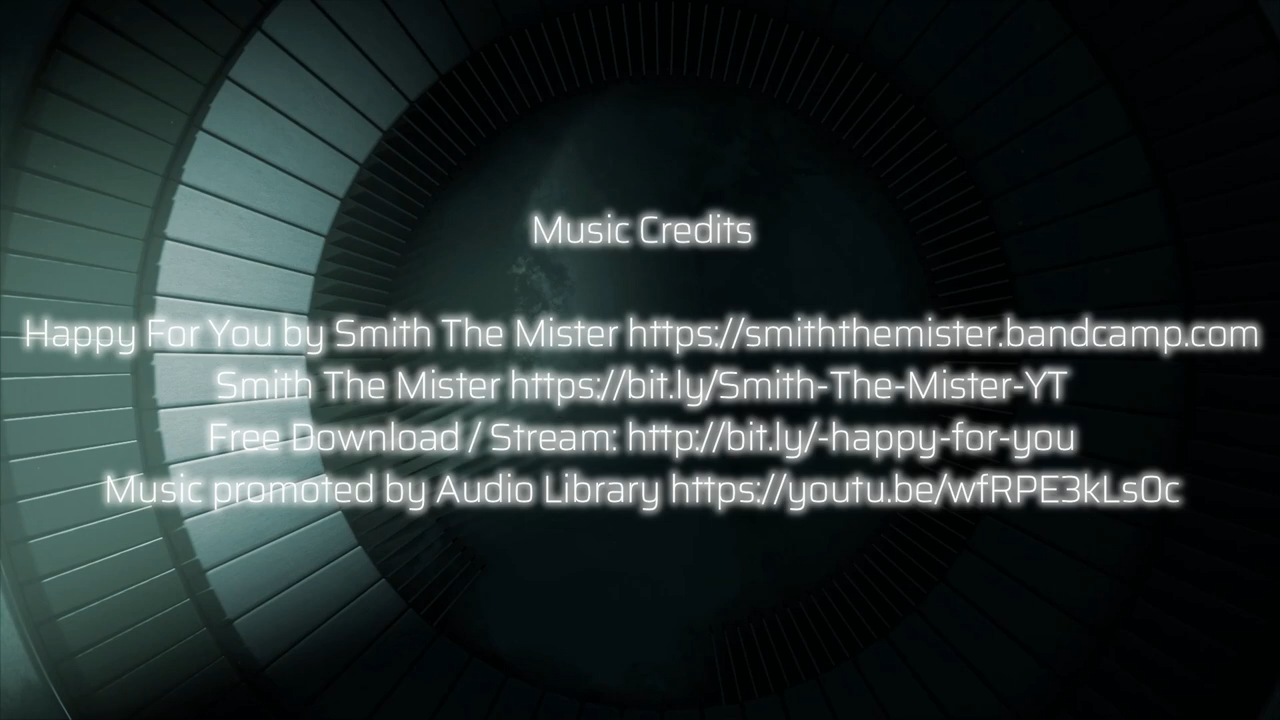 Music Credits
Happy For You by Smith The Mister https://smiththemister.bandcamp.com
Smith The Mister https://bit.ly/Smith-The-Mister-YT
Free Download / Stream: http://bit.ly/-happy-for-you
Music promoted by Audio Library https://youtu.be/wfRPE3kLs0c